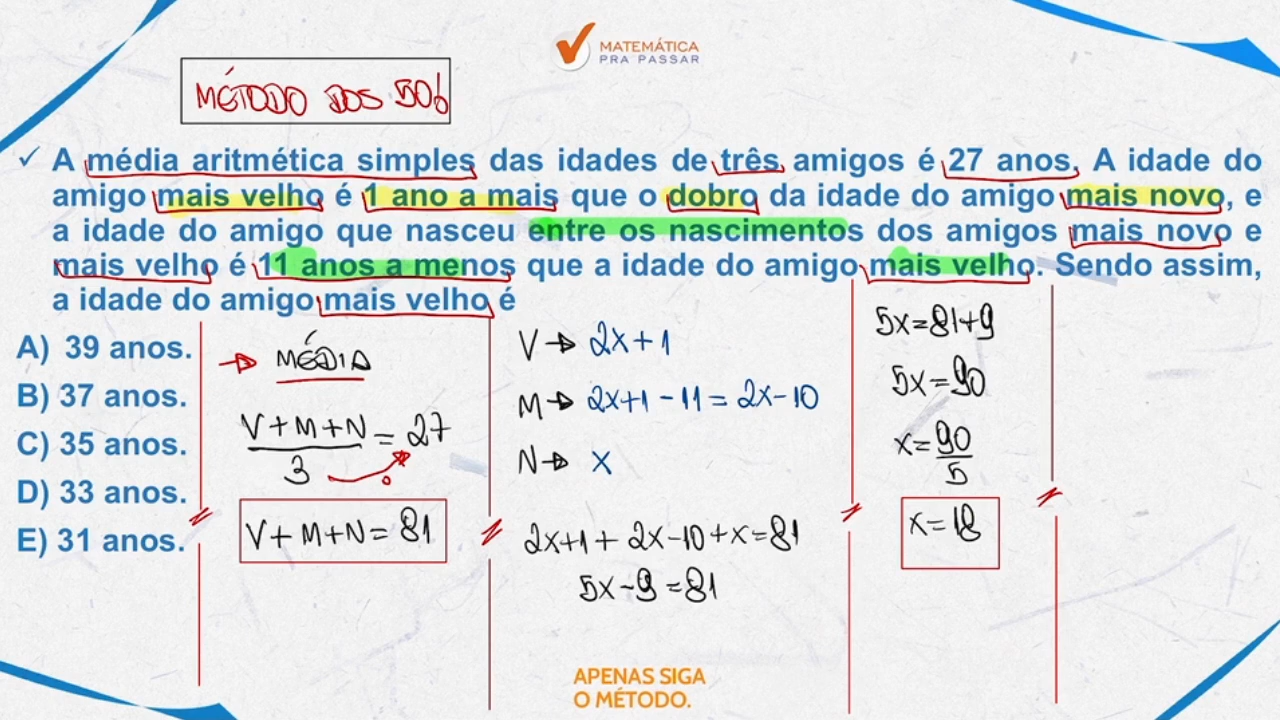 MATEMÁTICA
PRA PASSAR
MÉTODO DOS 50!
✓ A média aritmética simples das idades de três amigos é 27 anos. A idade do
amigo mais velho é 1 ano a mais que o dobro da idade do amigo mais novo, e
a idade do amigo que nasceu entre os nascimentos dos amigos mais novo e
mais velho é 11 anos a menos que a idade do amigo mais velho. Sendo assim,
a idade do amigo mais velho é
A) 39 anos.
B) 37 anos.
C) 35 anos.
D) 33 anos.
E) 31 anos.
→ MÉDIA
V+M+N/3 = 27
V+M+N=81
V→ 2x+1
M→ 2x+1-11=2x-10
N→ x
2x+1+2x-10+x=81
5x-9=81
5x=81+9
5x=90
x=90/5
x=18
APENAS SIGA
O MÉTODO.